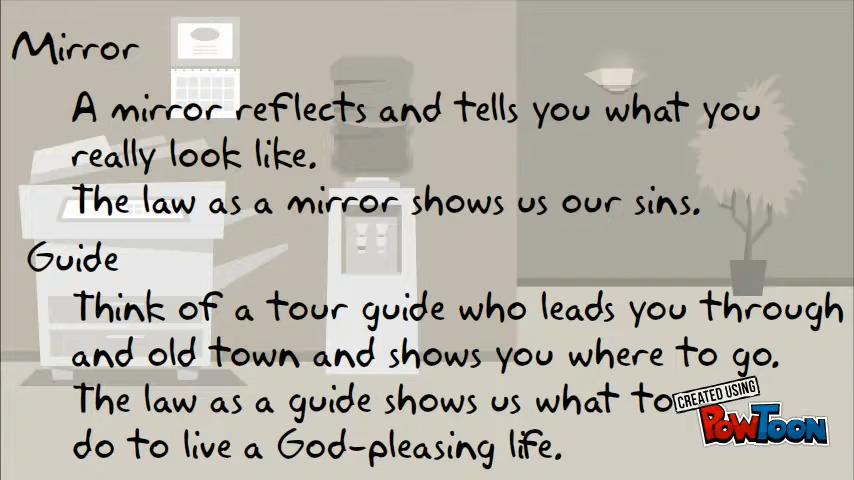 Mirror
A mirror reflects and tells you what you
really look like.
The law as a mirror shows us our sins.
Guide
Think of a tour guide who leads you through
and old town and shows you where to go.
The law as a guide shows us what to
do to live a God-pleasing life.
CREATED USING
POWTOON